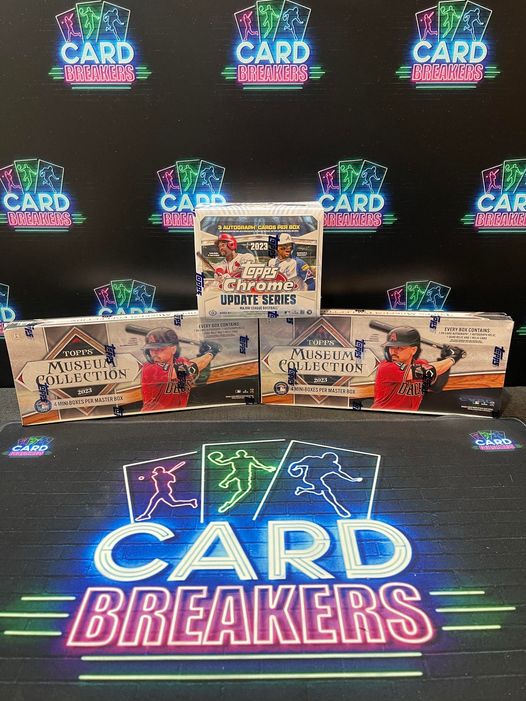 CARD
BREAKERS
CARD
BREAKERS
CARD
BREAKERS
CARD
BREAKERS
CARD
BREAKERS
CARD
BREAKERS
CARD
BREAKERS
3 AUTOGRAPH CARDS PER BOX
2023
Topps
Chrome
UPDATE SERIES
MAJOR LEAGUE BASEBALL
TOPPS
MUSEUM
COLLECTION
2023
4 MINI-BOXES PER MASTER BOX
EVERY BOX CONTAINS
TOPPS
MUSEUM
COLLECTION
2023
4 MINI-BOXES PER MASTER BOX
EVERY BOX CONTAINS
CARD
CARD
BREAKERS
CARD
BREAKERS